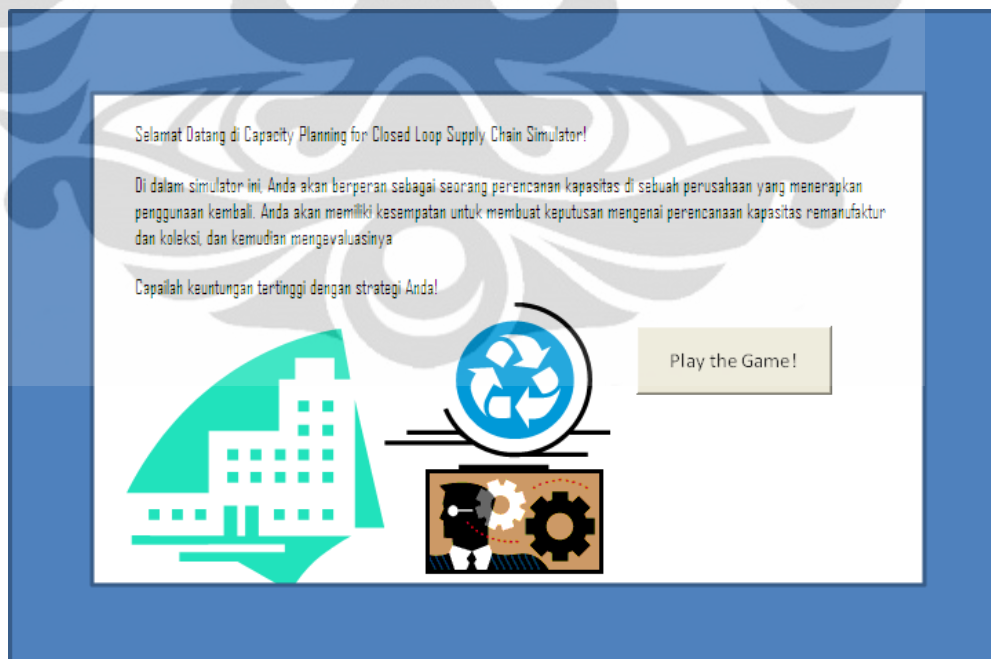 Selamat Datang di Capacity Planning for Closed Loop Supply Chain Simulator!
Di dalam simulator ini, Anda akan berperan sebagai seorang perencanan kapasitas di sebuah perusahaan yang menerapkan
penggunaan kembali. Anda akan memiliki kesempatan untuk membuat keputusan mengenai perencanaan kapasitas remanufaktur
dan koleksi, dan kemudian mengevaluasinya
Capailah keuntungan tertinggi dengan strategi Anda!
Play the Game!